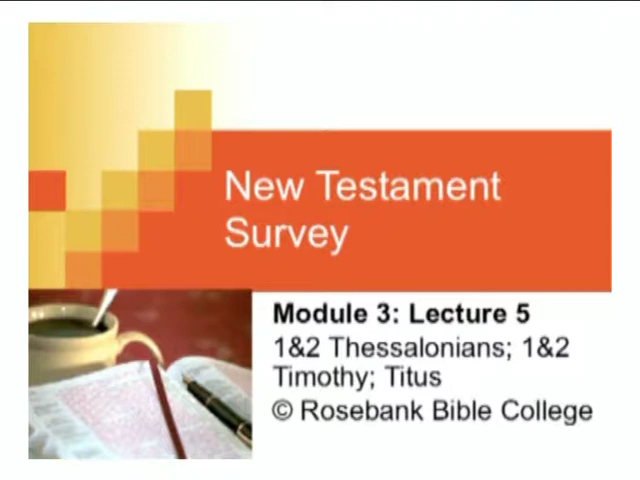 New Testament
Survey
Module 3: Lecture 5
1&2 Thessalonians; 1&2
Timothy; Titus
© Rosebank Bible College